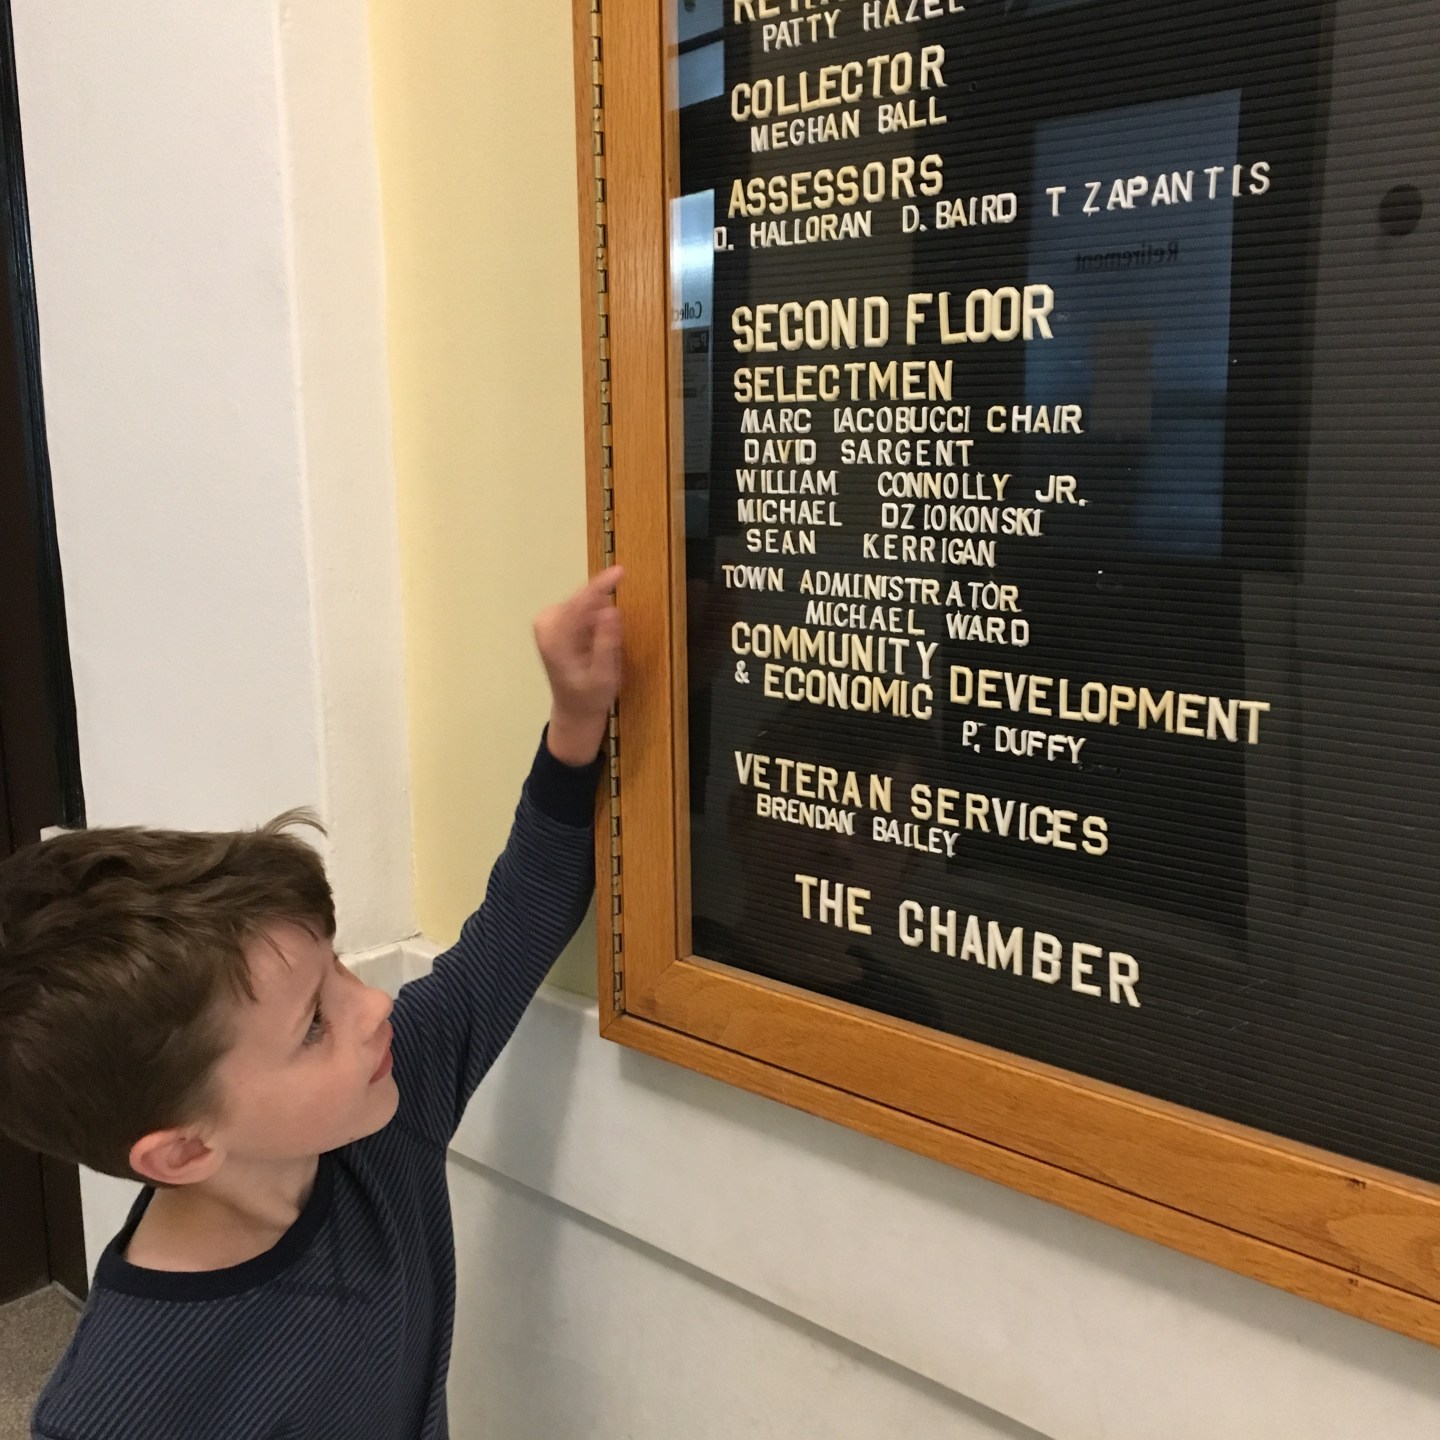 PATTY HAZEL
COLLECTOR
MEGHAN BALL
ASSESSORS
D. HALLORAN D. BAIRD T ZAPANTIS
SECOND FLOOR
SELECTMEN
MARC IACOBUCCI CHAIR
DAVID SARGENT
WILLIAM CONNOLLY JR.
MICHAEL DZIOKONSKI
SEAN KERRIGAN
TOWN ADMINISTRATOR
MICHAEL WARD
COMMUNITY
& ECONOMIC DEVELOPMENT
P. DUFFY
VETERAN SERVICES
BRENDAN BAILEY
THE CHAMBER
Retirement